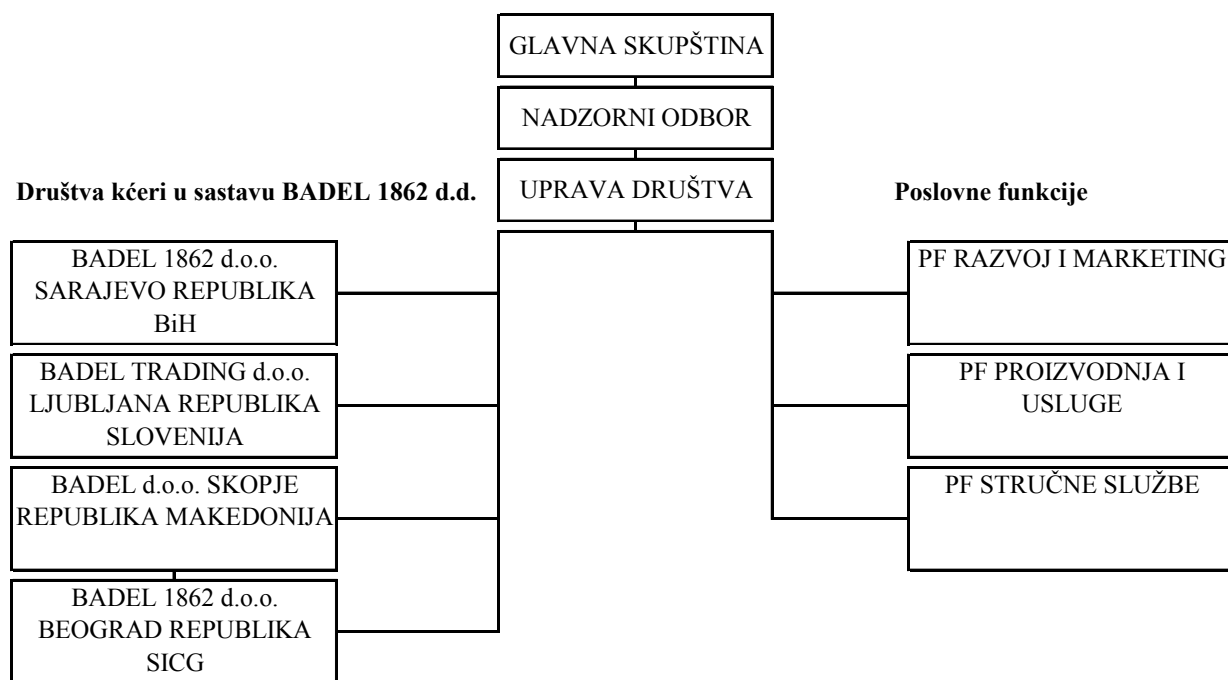 GLAVNA SKUPŠTINA
NADZORNI ODBOR
UPRAVA DRUŠTVA
Društva kćeri u sastavu BADEL 1862 d.d.
Poslovne funkcije
BADEL 1862 d.o.o.
SARAJEVO REPUBLIKA
BiH
BADEL TRADING d.o.o.
LJUBLJANA REPUBLIKA
SLOVENIJA
BADEL d.o.o. SKOPJE
REPUBLIKA MAKEDONIJA
BADEL 1862 d.o.o.
BEOGRAD REPUBLIKA
SICG
PF RAZVOJ I MARKETING
PF PROIZVODNJA I
USLUGE
PF STRUČNE SLUŽBE